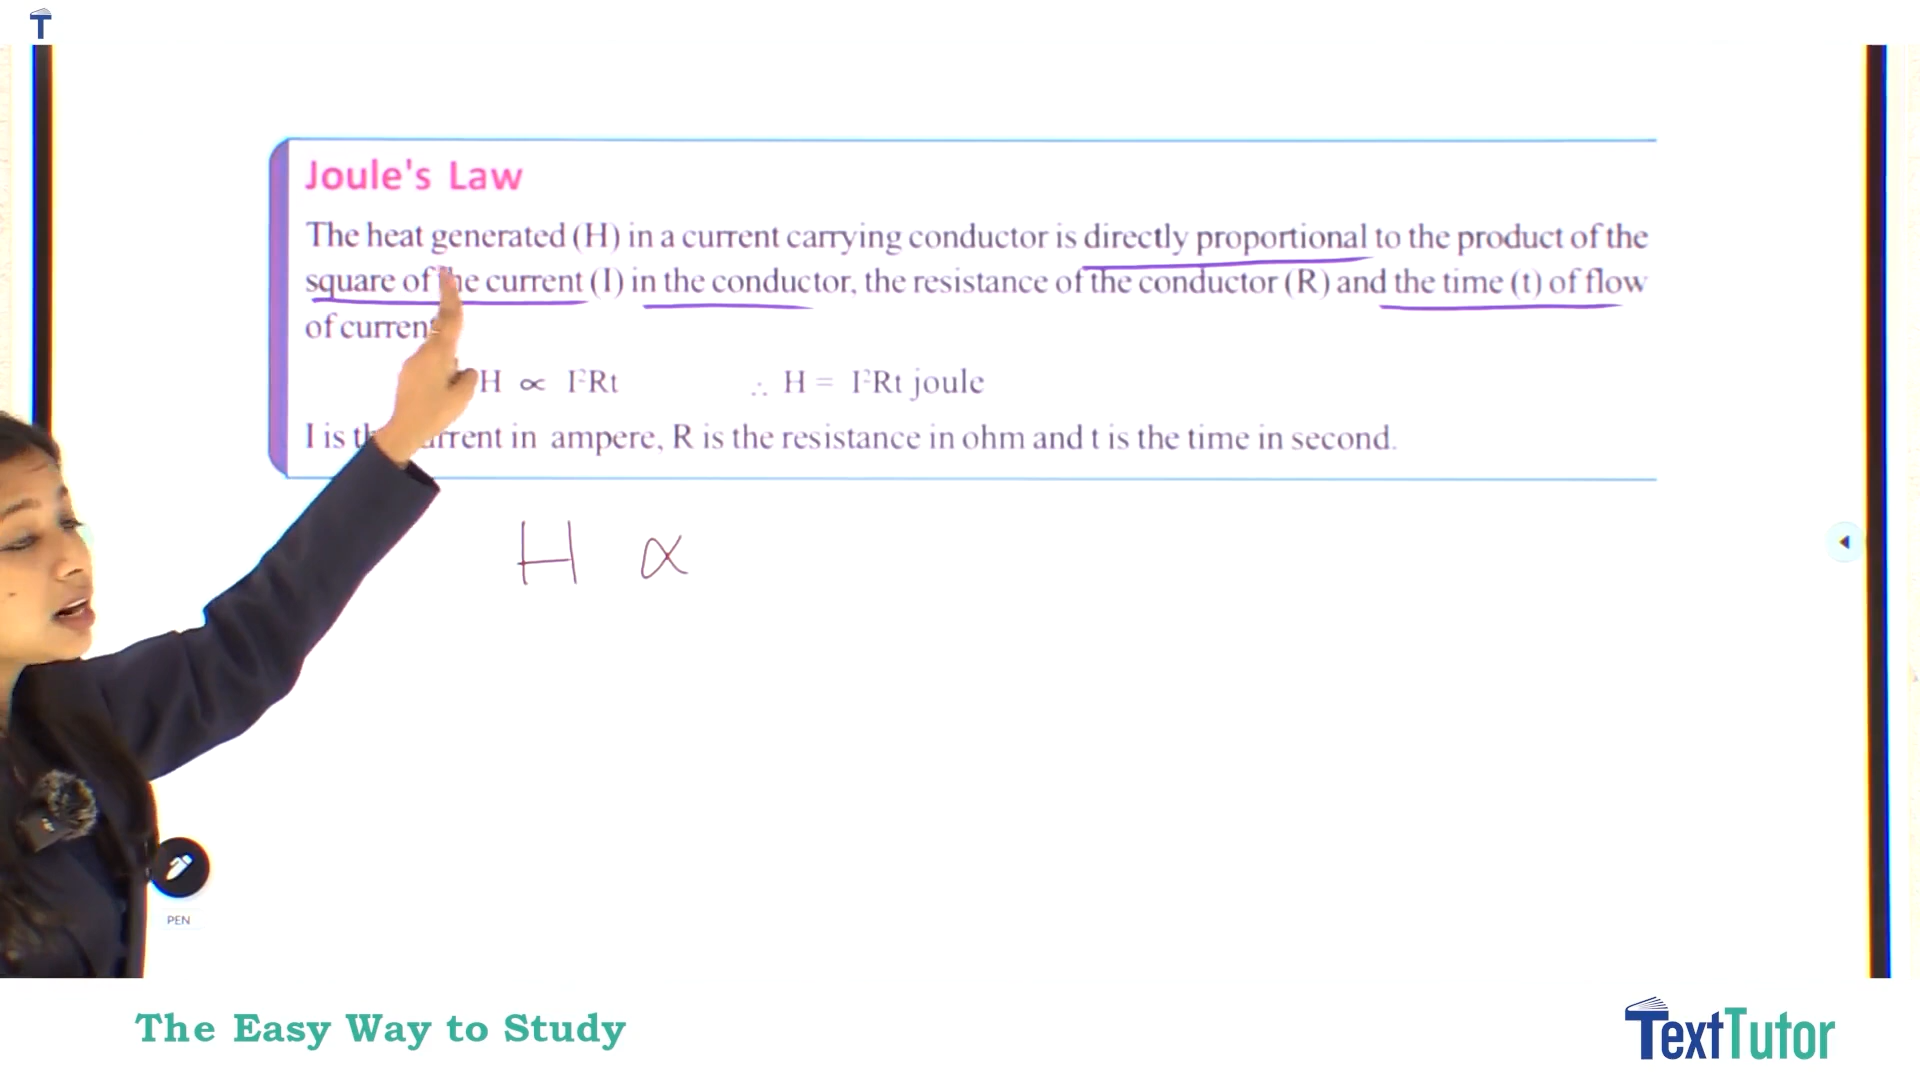 T
Joule's Law
The heat generated (H) in a current carrying conductor is directly proportional to the product of the
square of the current (I) in the conductor, the resistance of the conductor (R) and the time (t) of flow
of current
H ∝ I²Rt ∴ H = I²Rt joule
I is the current in ampere, R is the resistance in ohm and t is the time in second.
H ∝
PEN
The Easy Way to Study
TextTutor